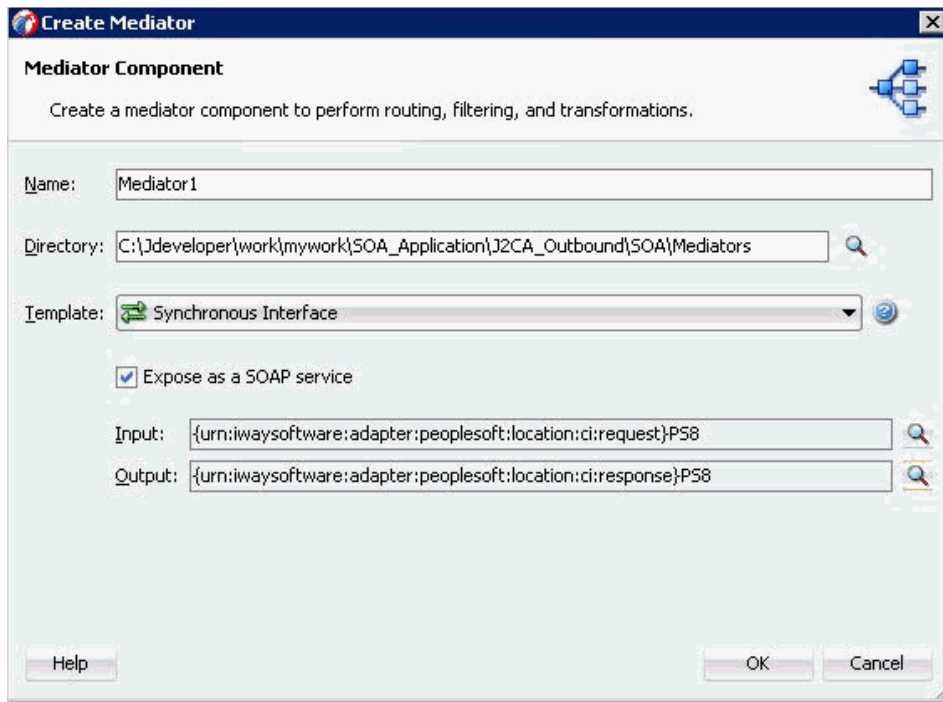 Create Mediator
Mediator Component
Create a mediator component to perform routing, filtering, and transformations.
Name: Mediator1
Directory: C:\Jdeveloper\work\mywork\SOA_Application\J2CA_Outbound\SOA\Mediators
Template: Synchronous Interface
Expose as a SOAP service
Input: {urn:iwaysoftware:adapter:peoplesoft:location:ci:request}PS8
Output: {urn:iwaysoftware:adapter:peoplesoft:location:ci:response}PS8
Help OK Cancel